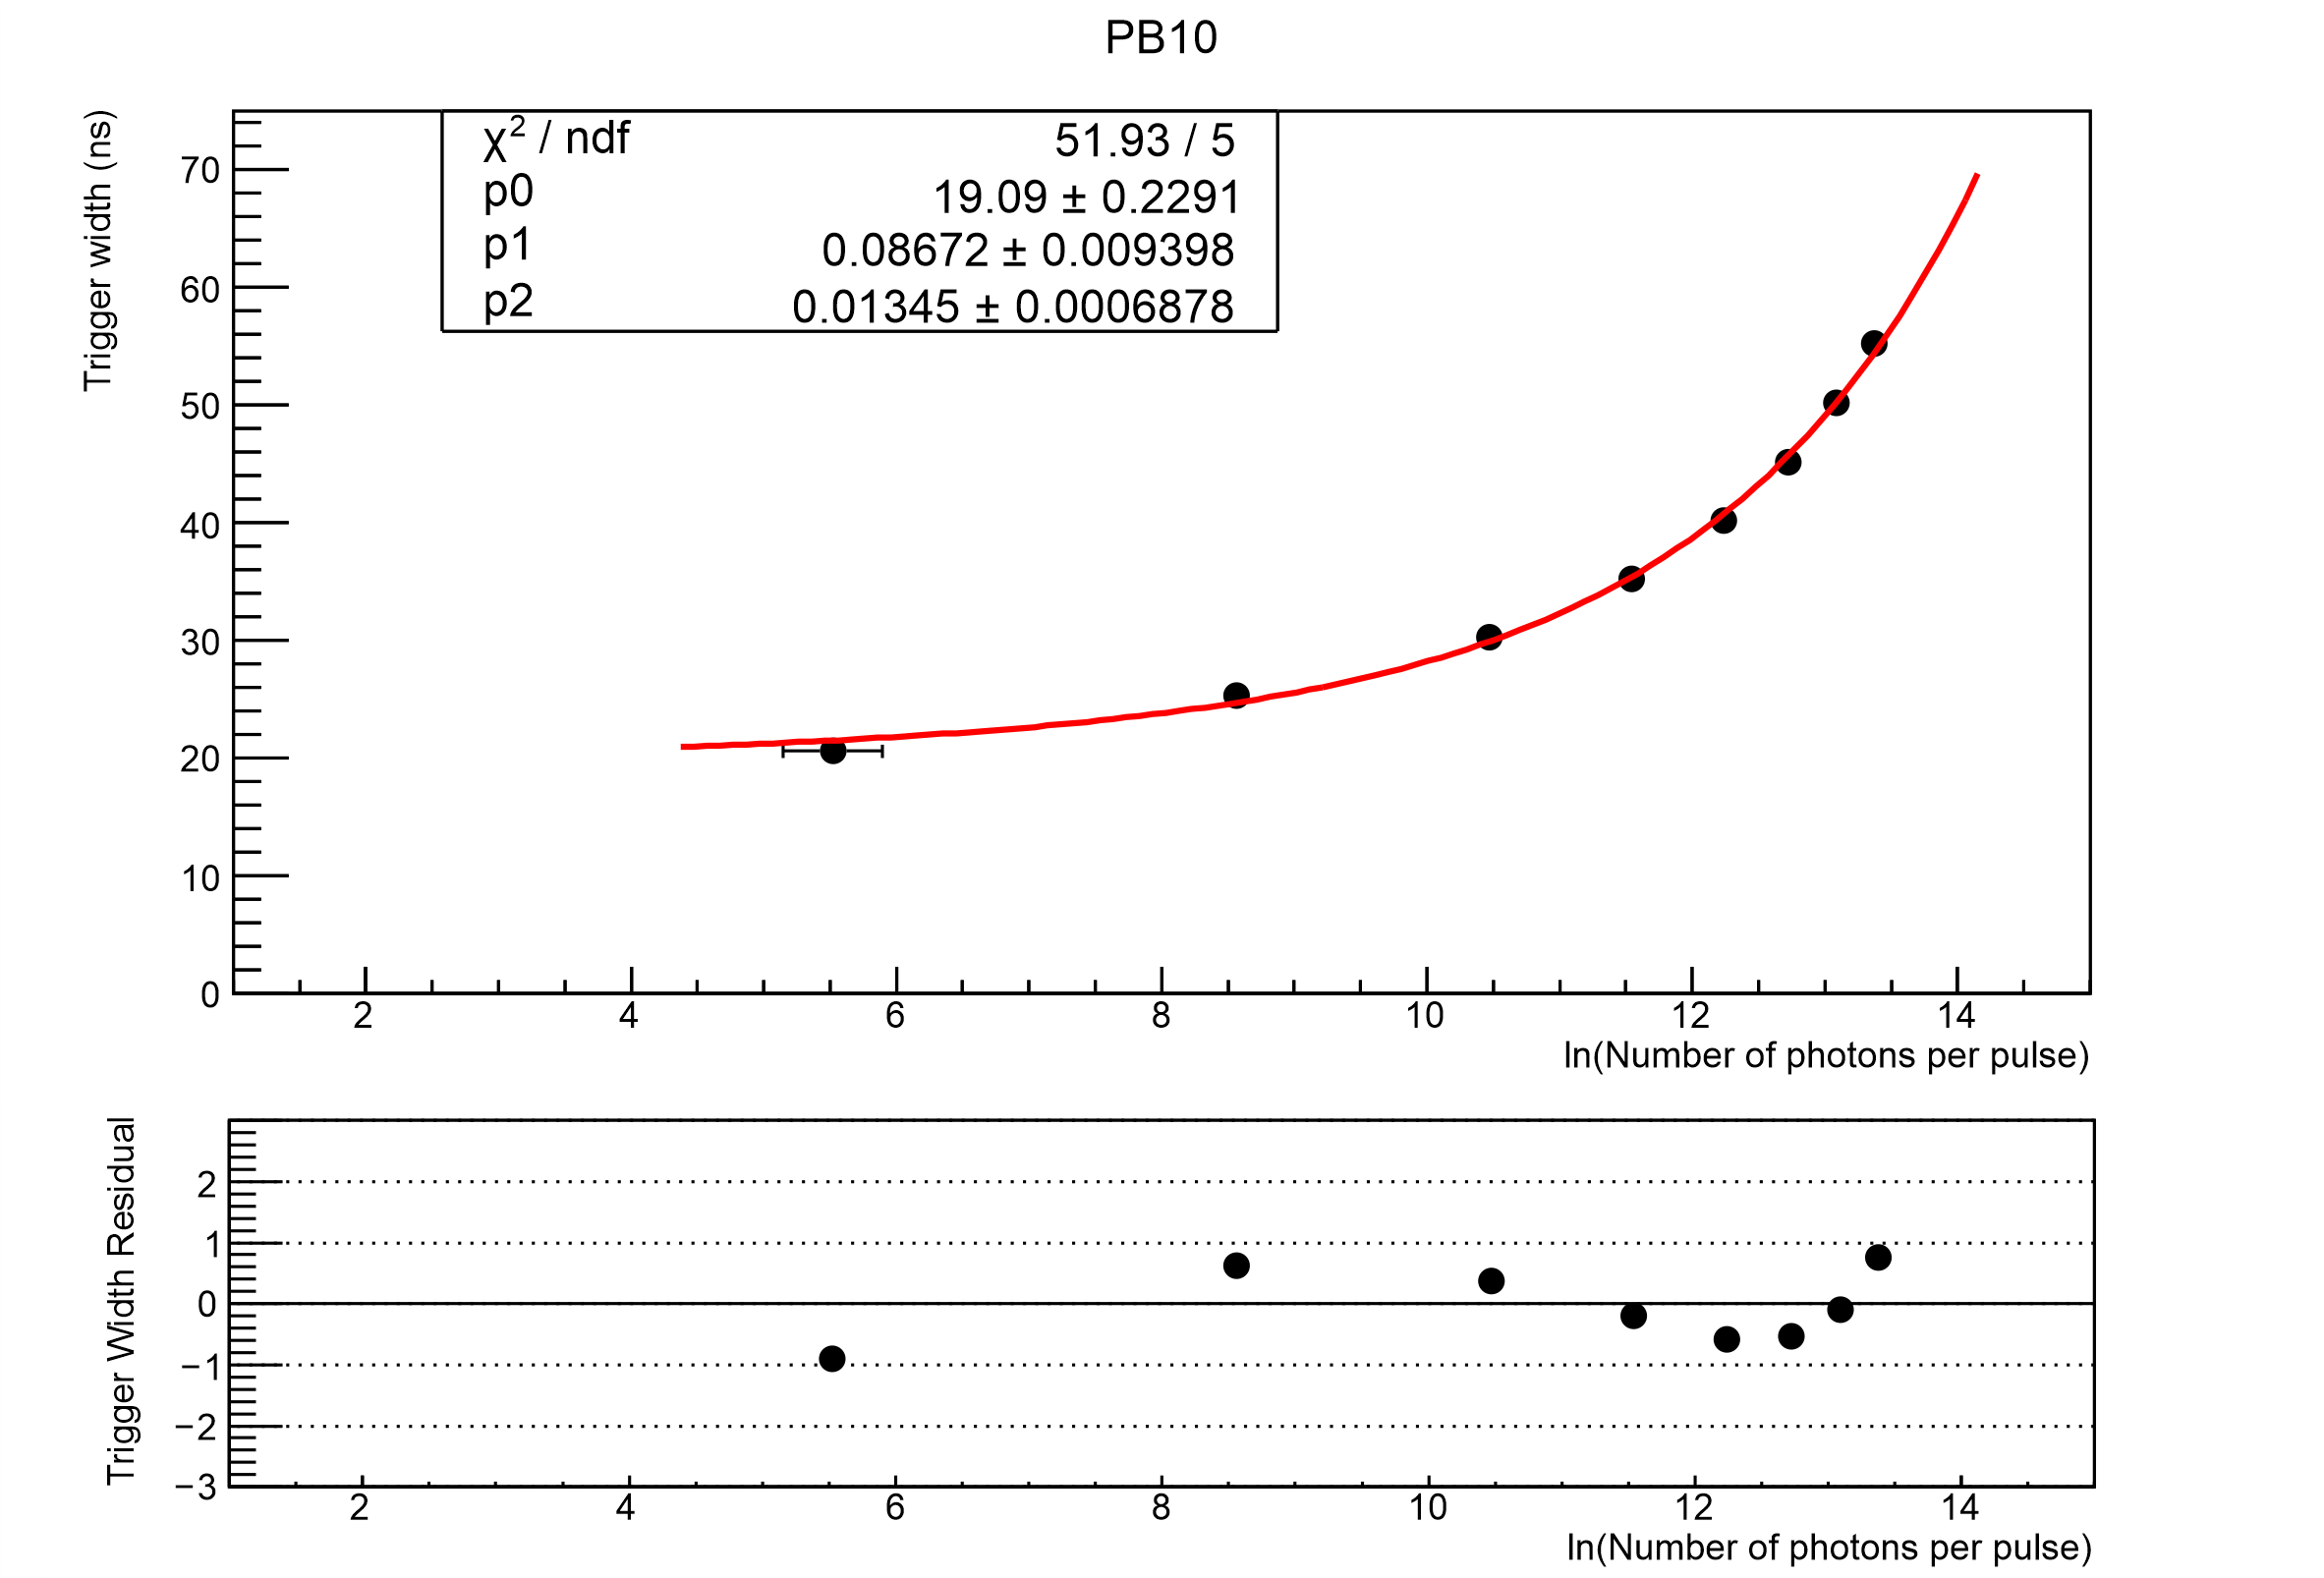 PB10
Trigger width (ns)
χ² / ndf 51.93 / 5
p0 19.09 ± 0.2291
p1 0.08672 ± 0.009398
p2 0.01345 ± 0.0006878
70
60
50
40
30
20
10
0
2 4 6 8 10 12 14
ln(Number of photons per pulse)
Trigger Width Residual
2
1
0
−1
−2
−3
2 4 6 8 10 12 14
ln(Number of photons per pulse)